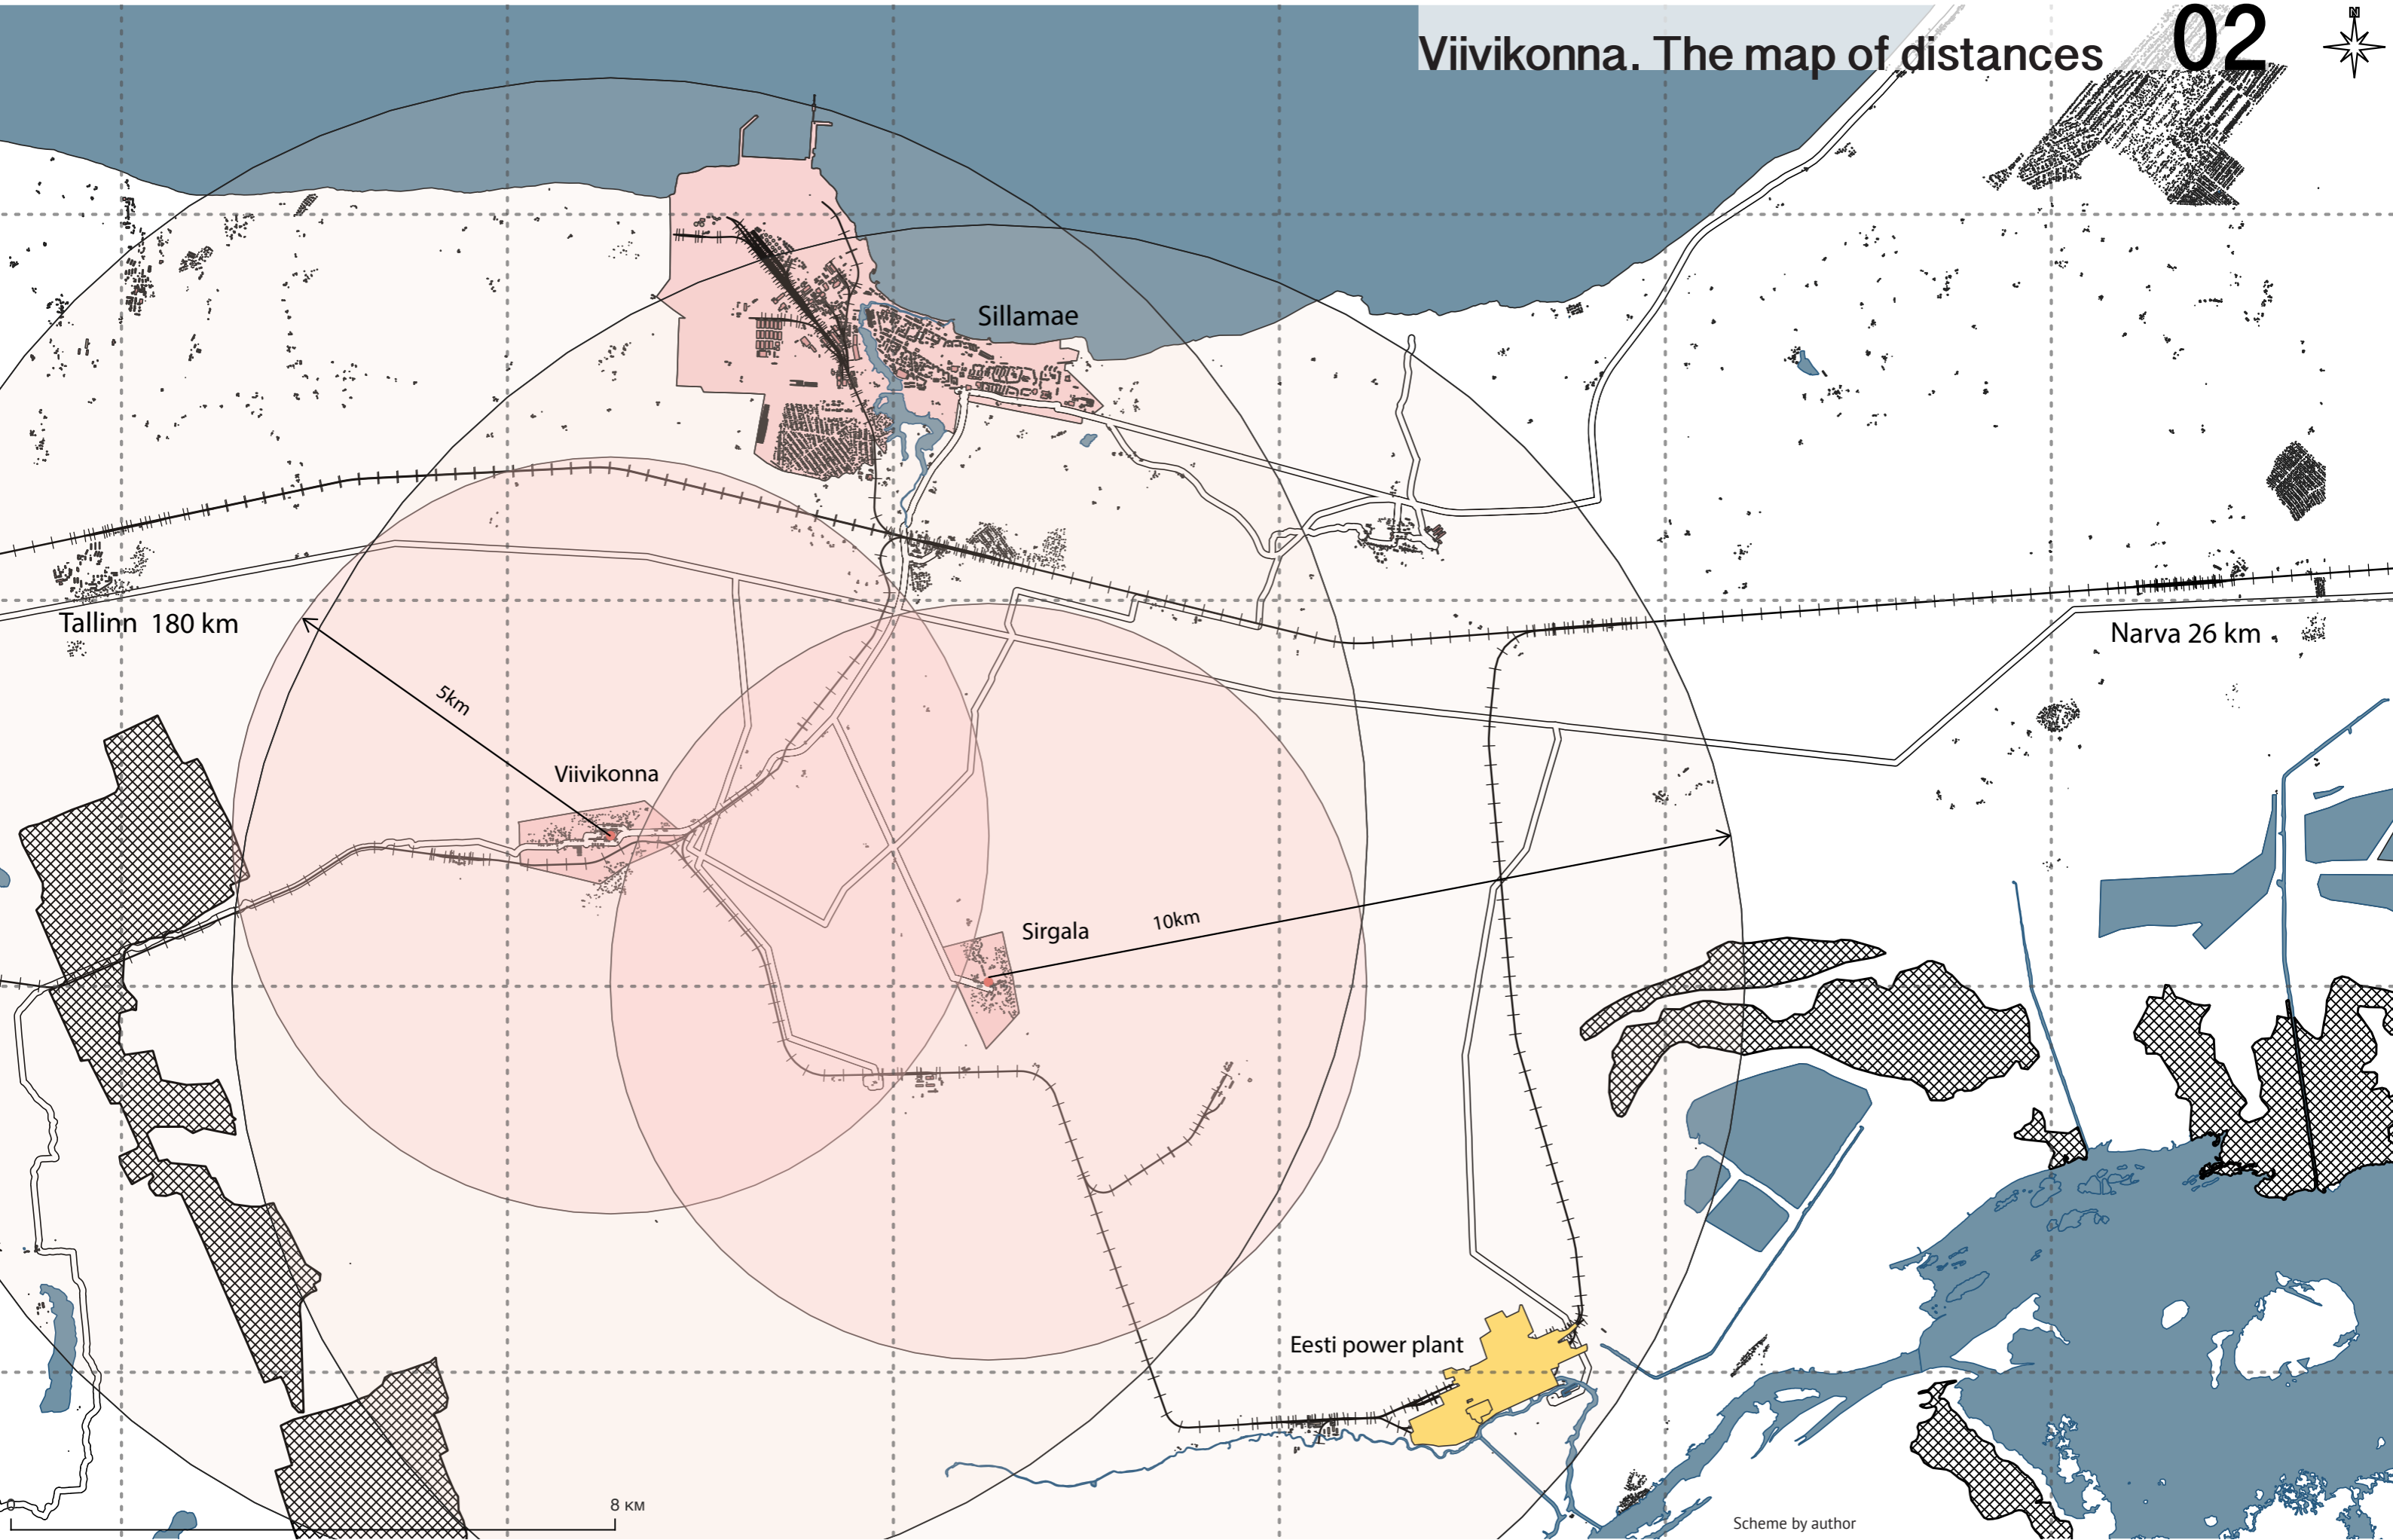 Viivikonna. The map of distances 02
N
Sillamae
Tallinn 180 km
Narva 26 km
5km
Viivikonna
Sirgala
10km
Eesti power plant
0
8 км
Scheme by author